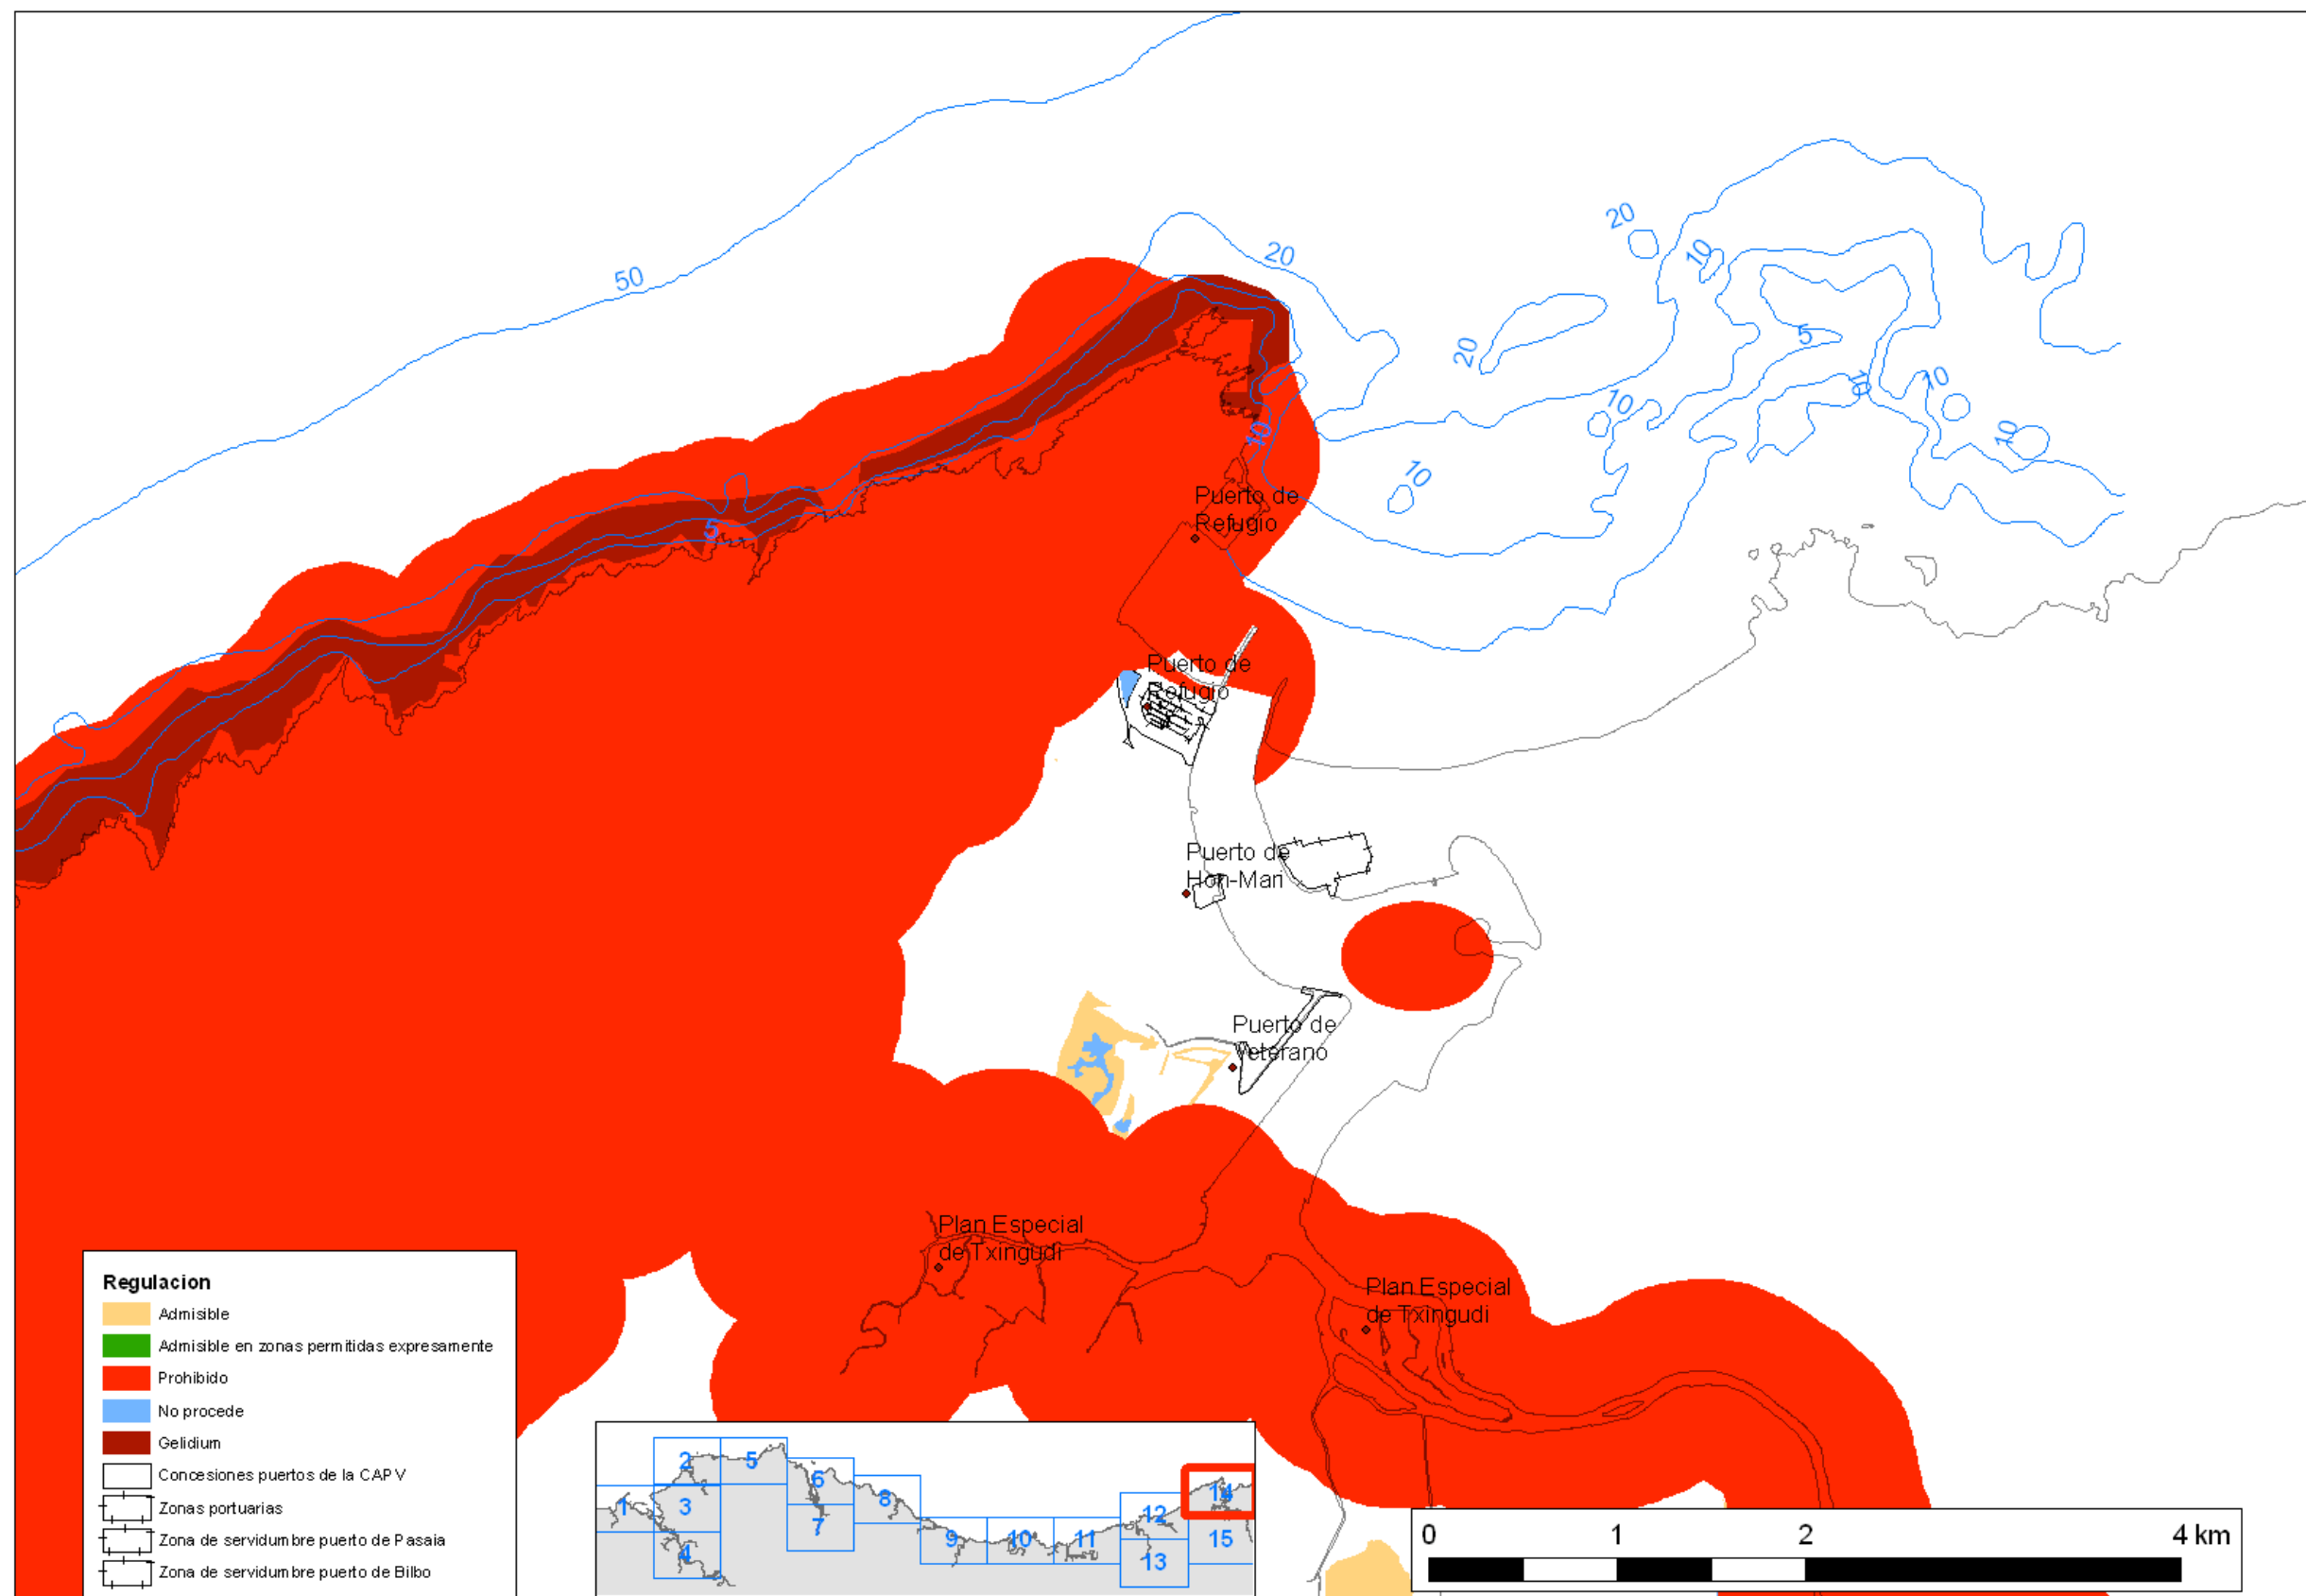 50
20
20
10
20
5
10
10
10
10
10
10
5
Puerto de
Refugio
Puerto de
Refugio
Puerto de
Hon-Mari
Puerto de
Veterano
Plan Especial
de Txingudi
Plan Especial
de Txingudi
Regulacion
Admisible
Admisible en zonas permitidas expresamente
Prohibido
No procede
Gelidium
Concesiones puertos de la CAPV
Zonas portuarias
Zona de servidumbre puerto de Pasaia
Zona de servidumbre puerto de Bilbo
1
2
3
4
5
6
7
8
9
10
11
12
13
14
15
0 1 2 4 km